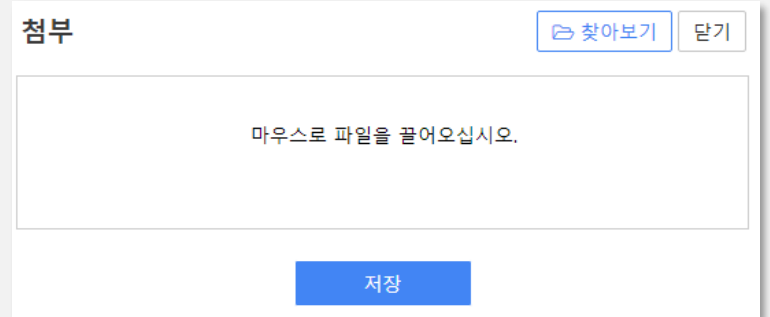 첨부
찾아보기
닫기
마우스로 파일을 끌어오십시오.
저장